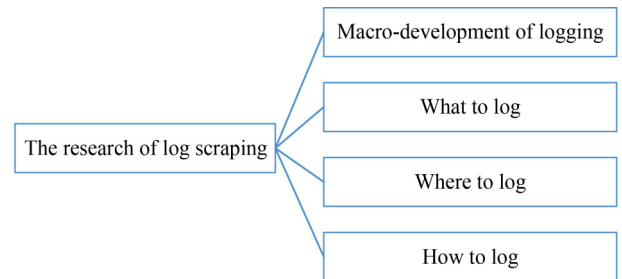 Macro-development of logging
What to log
The research of log scraping
Where to log
How to log